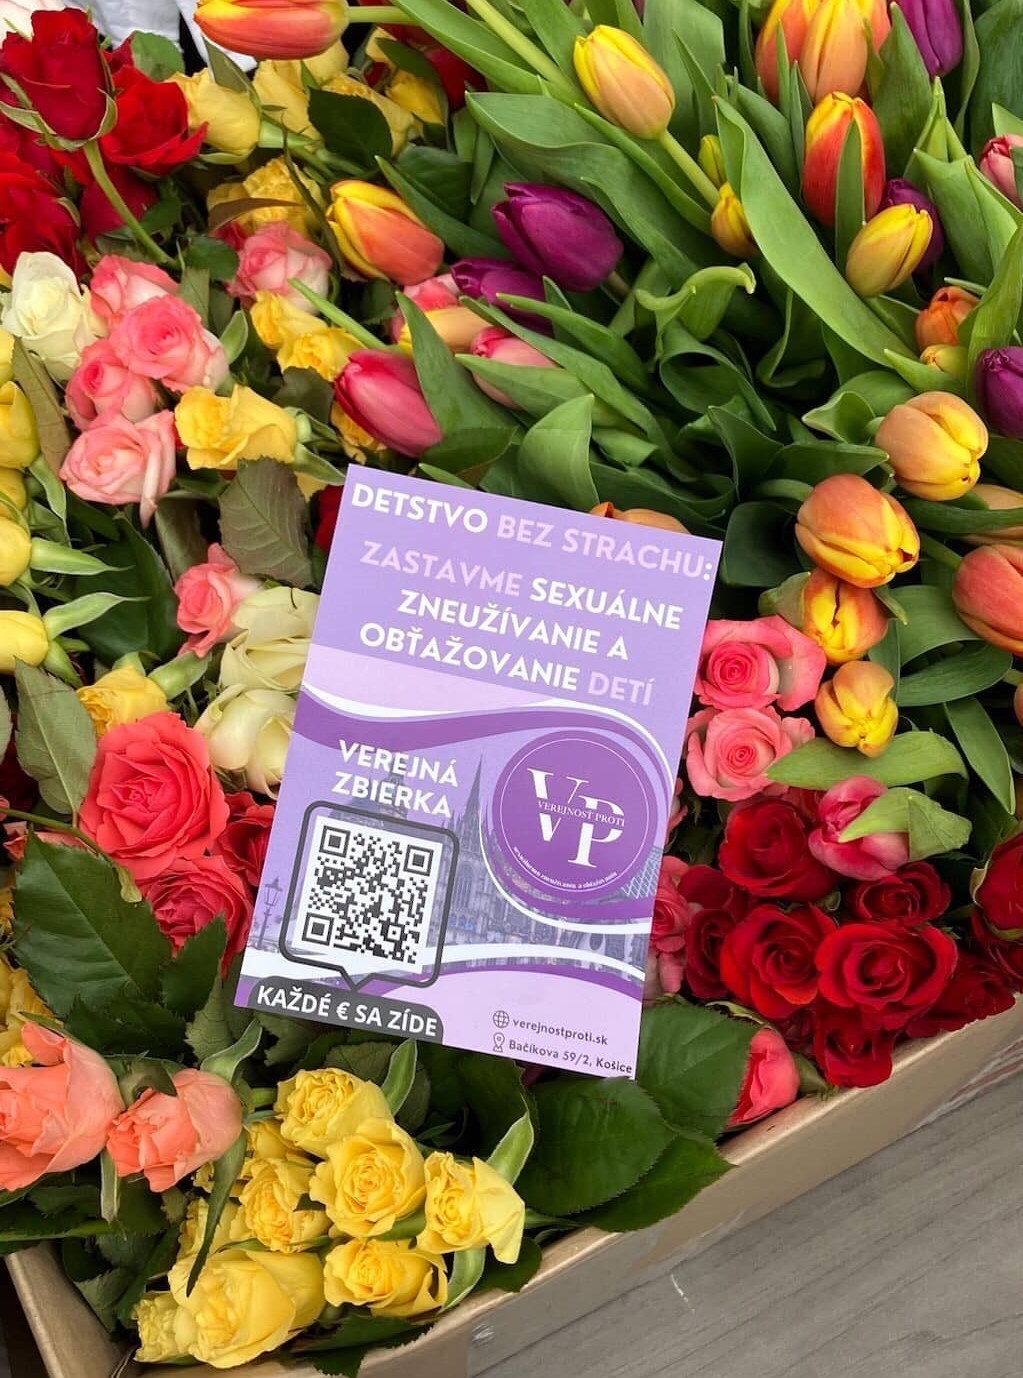 DETSTVO BEZ STRACHU:
ZASTAVME SEXUÁLNE
ZNEUŽÍVANIE A
OBŤAŽOVANIE DETÍ
VEREJNÁ
ZBIERKA
VP
VEREJNOSŤ PROTI
KAŽDÉ € SA ZÍDE
verejnostproti.sk
Bačíkova 59/2, Košice